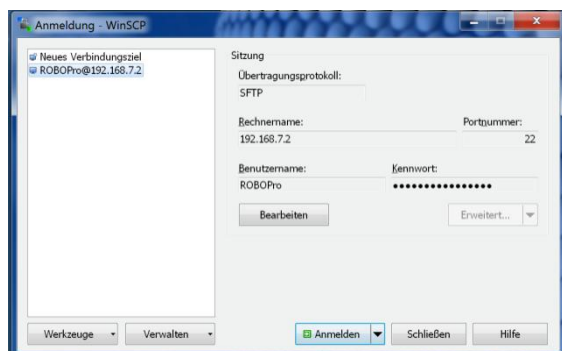 Anmeldung - WinSCP
Neues Verbindungsziel
ROBOPro@192.168.7.2
Sitzung
Übertragungsprotokoll:
SFTP
Rechnername:
Portnummer:
192.168.7.2
22
Benutzername:
Kennwort:
ROBOPro
••••••••••••••••
Bearbeiten
Erweitert...
Werkzeuge
Verwalten
Anmelden
Schließen
Hilfe